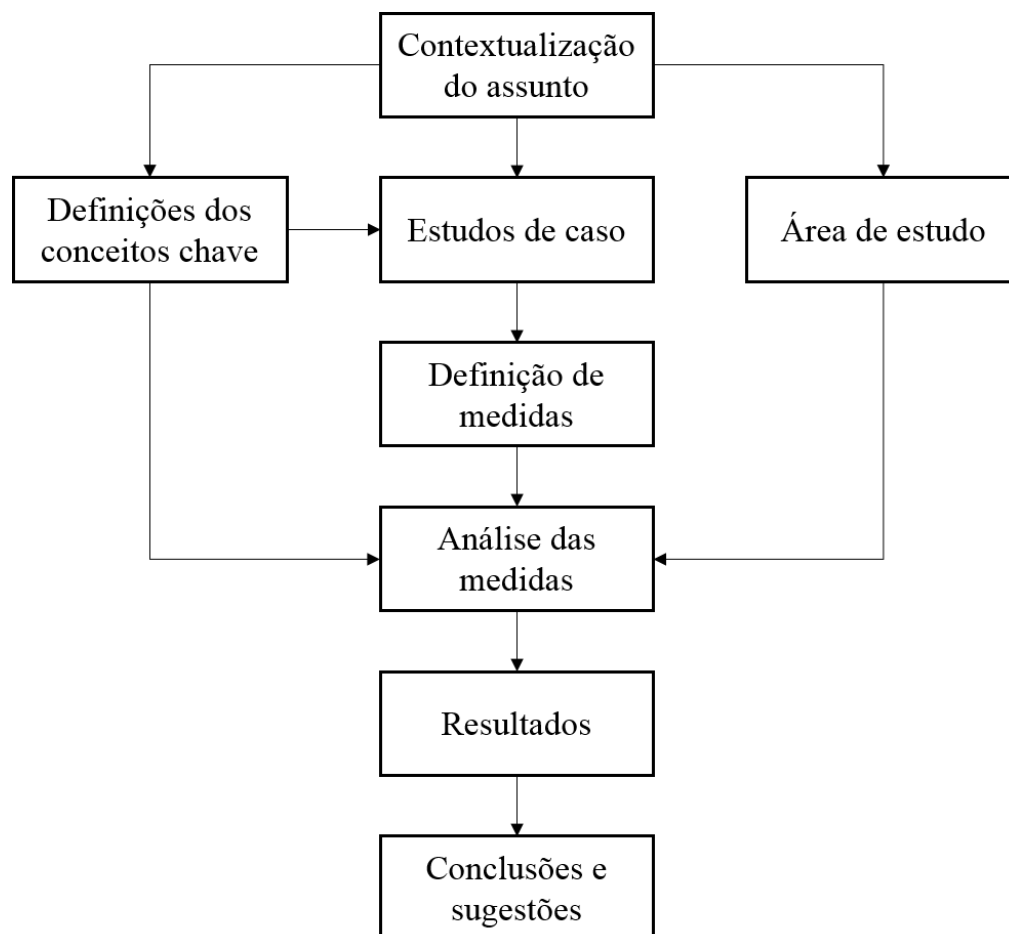 Contextualização
do assunto
Definições dos
conceitos chave
Estudos de caso
Área de estudo
Definição de
medidas
Análise das
medidas
Resultados
Conclusões e
sugestões